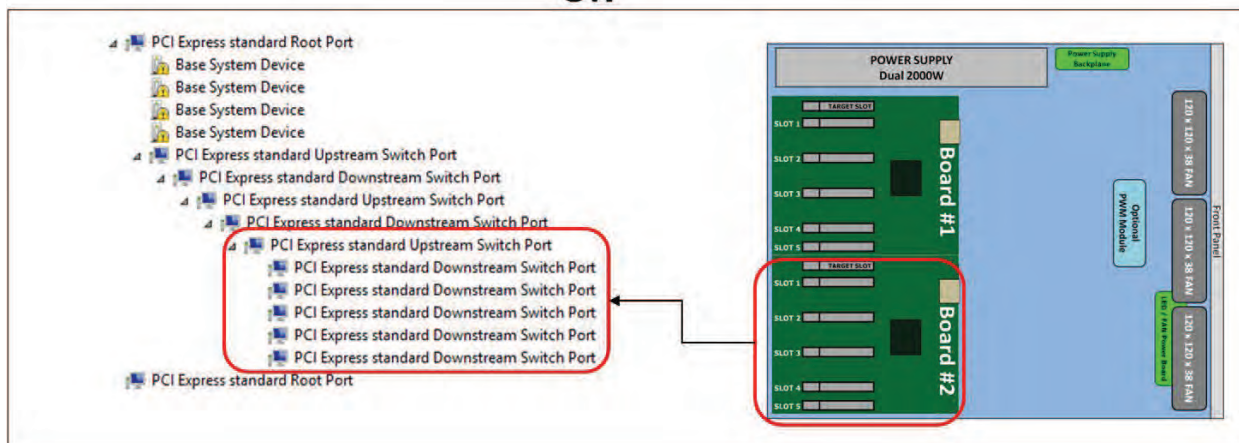 PCI Express standard Root Port
Base System Device
Base System Device
Base System Device
Base System Device
PCI Express standard Upstream Switch Port
PCI Express standard Downstream Switch Port
PCI Express standard Upstream Switch Port
PCI Express standard Downstream Switch Port
PCI Express standard Upstream Switch Port
PCI Express standard Downstream Switch Port
PCI Express standard Downstream Switch Port
PCI Express standard Downstream Switch Port
PCI Express standard Downstream Switch Port
PCI Express standard Downstream Switch Port
PCI Express standard Root Port
POWER SUPPLY
Dual 2000W
Power Supply
Backplane
TARGET SLOT
SLOT 1
SLOT 2
SLOT 3
SLOT 4
SLOT 5
Board #1
TARGET SLOT
SLOT 1
SLOT 2
SLOT 3
SLOT 4
SLOT 5
Board #2
Optional
PWM Module
LED / FAN Power Board
120 x 120 x 38 FAN
120 x 120 x 38 FAN
120 x 120 x 38 FAN
Front Panel